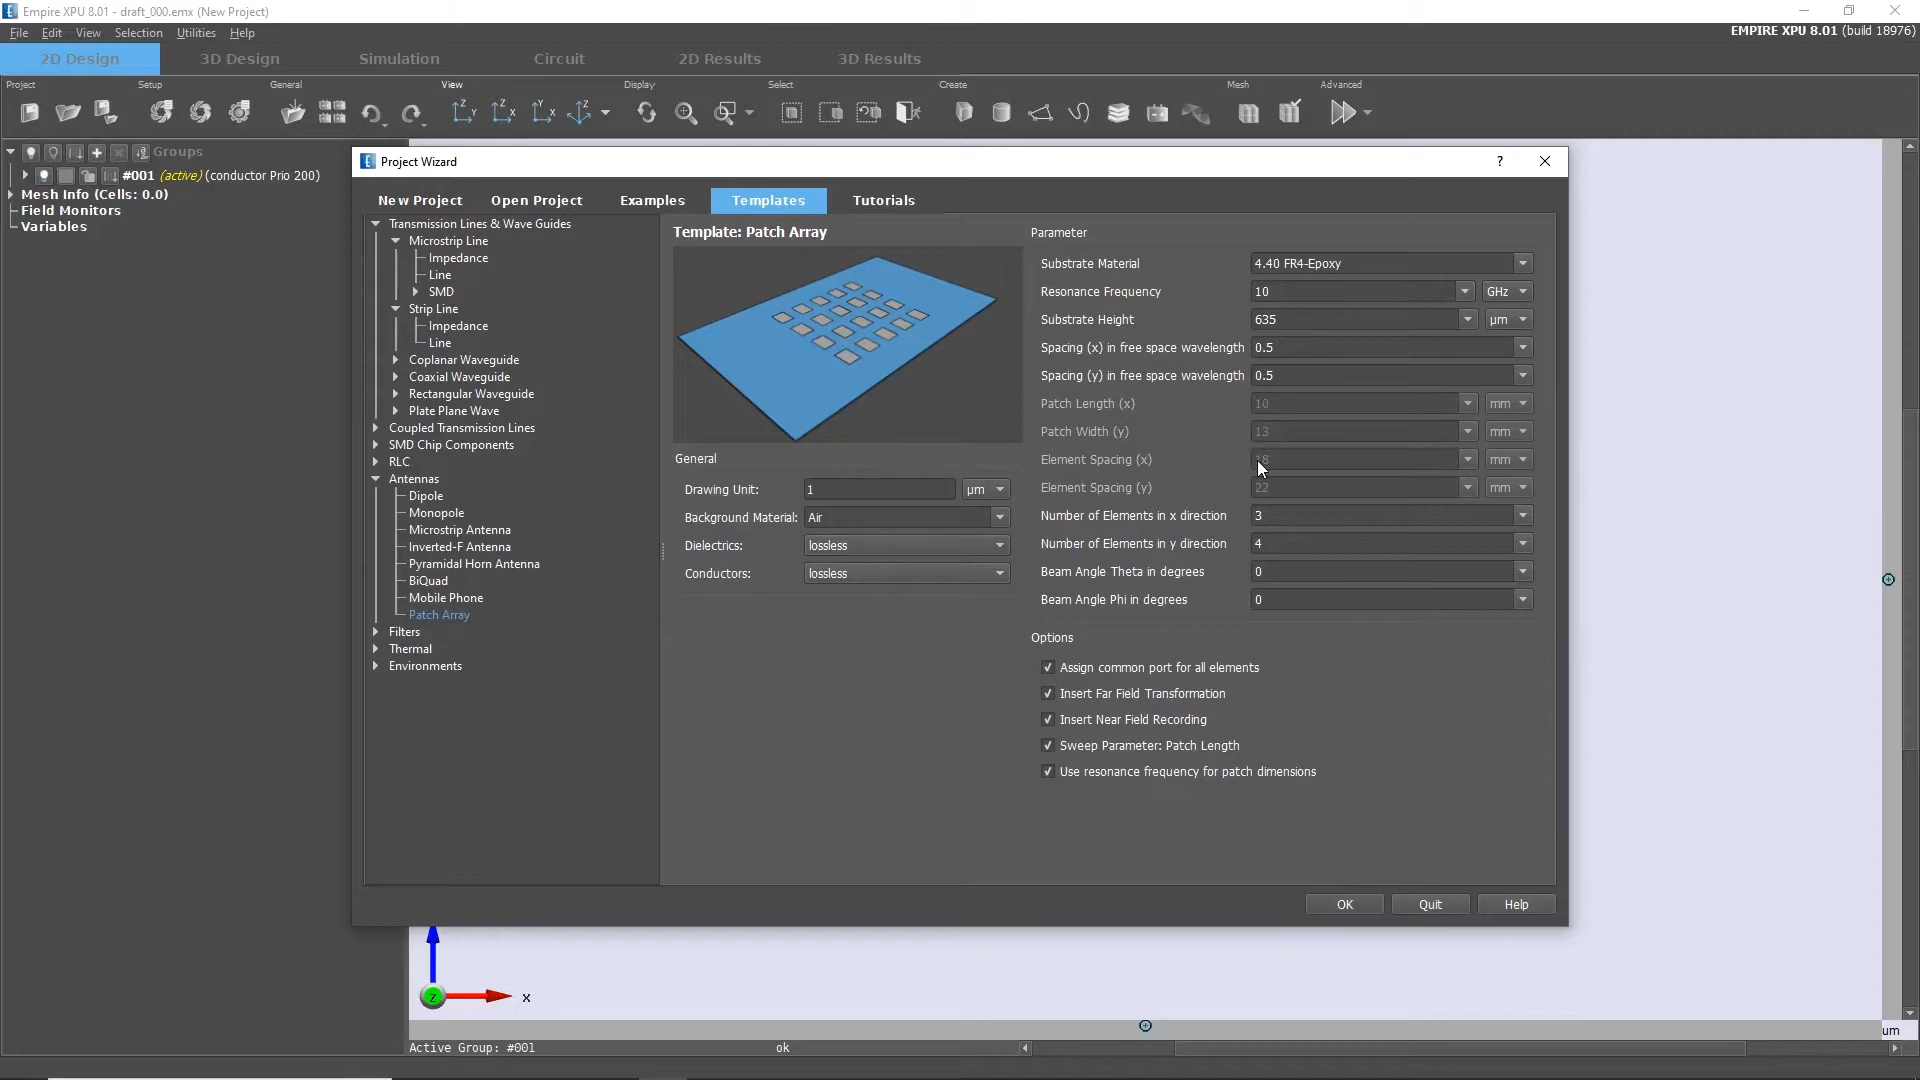 Empire XPU 8.01 - draft_000.emx (New Project)
File Edit View Selection Utilities Help
EMPIRE XPU 8.01 (build 18976)
2D Design 3D Design Simulation Circuit 2D Results 3D Results
Project Setup General View Display Select Create Mesh Advanced
Groups
#001 (active) (conductor Prio 200)
Mesh Info (Cells: 0.0)
Field Monitors
Variables
Project Wizard
New Project Open Project Examples Templates Tutorials
Transmission Lines & Wave Guides
Microstrip Line
Impedance
Line
SMD
Strip Line
Impedance
Line
Coplanar Waveguide
Coaxial Waveguide
Rectangular Waveguide
Plate Plane Wave
Coupled Transmission Lines
SMD Chip Components
RLC
Antennas
Dipole
Monopole
Microstrip Antenna
Inverted-F Antenna
Pyramidal Horn Antenna
BiQuad
Mobile Phone
Patch Array
Filters
Thermal
Environments
Template: Patch Array
General
Drawing Unit: 1 µm
Background Material: Air
Dielectrics: lossless
Conductors: lossless
Parameter
Substrate Material 4.40 FR4-Epoxy
Resonance Frequency 10 GHz
Substrate Height 635 µm
Spacing (x) in free space wavelength 0.5
Spacing (y) in free space wavelength 0.5
Patch Length (x) 10 mm
Patch Width (y) 13 mm
Element Spacing (x) 18 mm
Element Spacing (y) 22 mm
Number of Elements in x direction 3
Number of Elements in y direction 4
Beam Angle Theta in degrees 0
Beam Angle Phi in degrees 0
Options
Assign common port for all elements
Insert Far Field Transformation
Insert Near Field Recording
Sweep Parameter: Patch Length
Use resonance frequency for patch dimensions
OK Quit Help
z x
um
Active Group: #001 ok